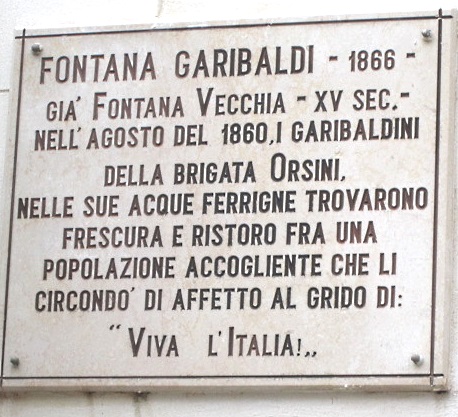 FONTANA GARIBALDI - 1866 -
GIA' FONTANA VECCHIA - XV SEC.-
NELL'AGOSTO DEL 1860, I GARIBALDINI
DELLA BRIGATA ORSINI,
NELLE SUE ACQUE FERRIGNE TROVARONO
FRESCURA E RISTORO FRA UNA
POPOLAZIONE ACCOGLIENTE CHE LI
CIRCONDO' DI AFFETTO AL GRIDO DI:
“VIVA L'ITALIA!„